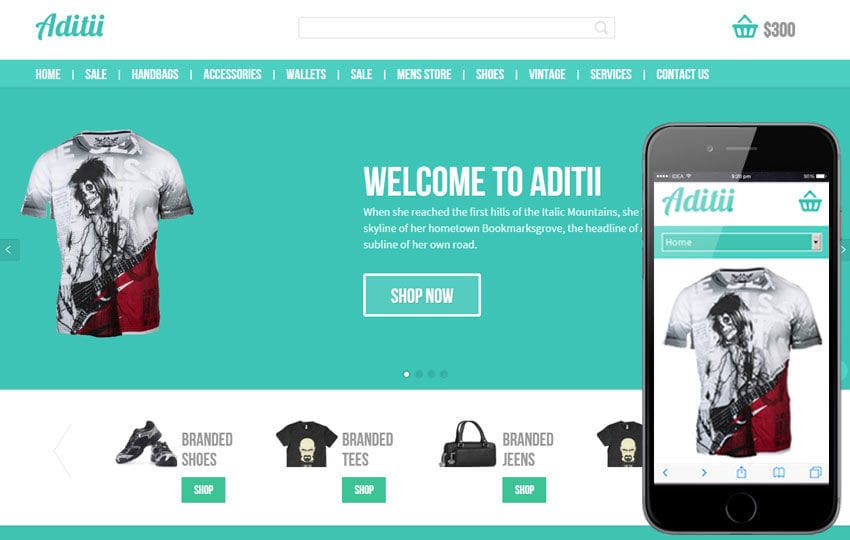 Aditii
$300
HOME | SALE | HANDBAGS | ACCESSORIES | WALLETS | SALE | MENS STORE | SHOES | VINTAGE | SERVICES | CONTACT US
WELCOME TO ADITII
When she reached the first hills of the Italic Mountains, she
skyline of her hometown Bookmarksgrove, the headline of
subline of her own road.
SHOP NOW
BRANDED
SHOES
SHOP
BRANDED
TEES
SHOP
BRANDED
JEENS
SHOP
IDEA
9:20 pm
Aditii
Home